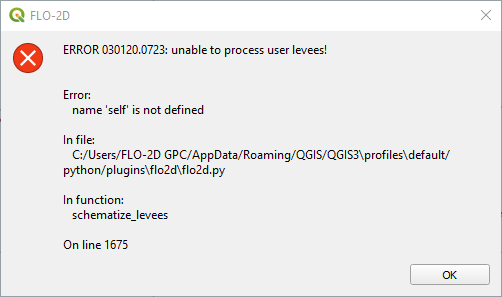 FLO-2D
ERROR 030120.0723: unable to process user levees!
Error:
name 'self' is not defined
In file:
C:/Users/FLO-2D GPC/AppData/Roaming/QGIS/QGIS3\profiles\default/
python/plugins\flo2d\flo2d.py
In function:
schematize_levees
On line 1675
OK